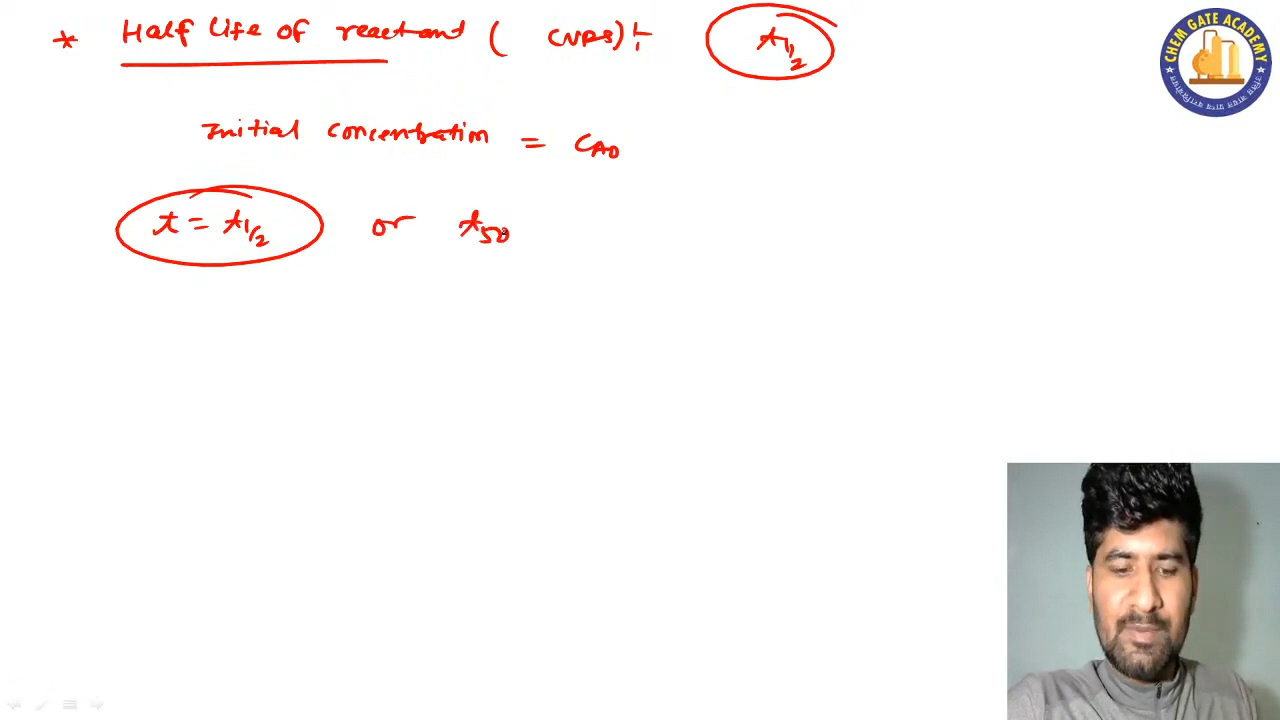 * Half life of reactant ( CVRS) :- t1/2
Initial concentration = CA0
t = t1/2 or t50
CHEM GATE ACADEMY